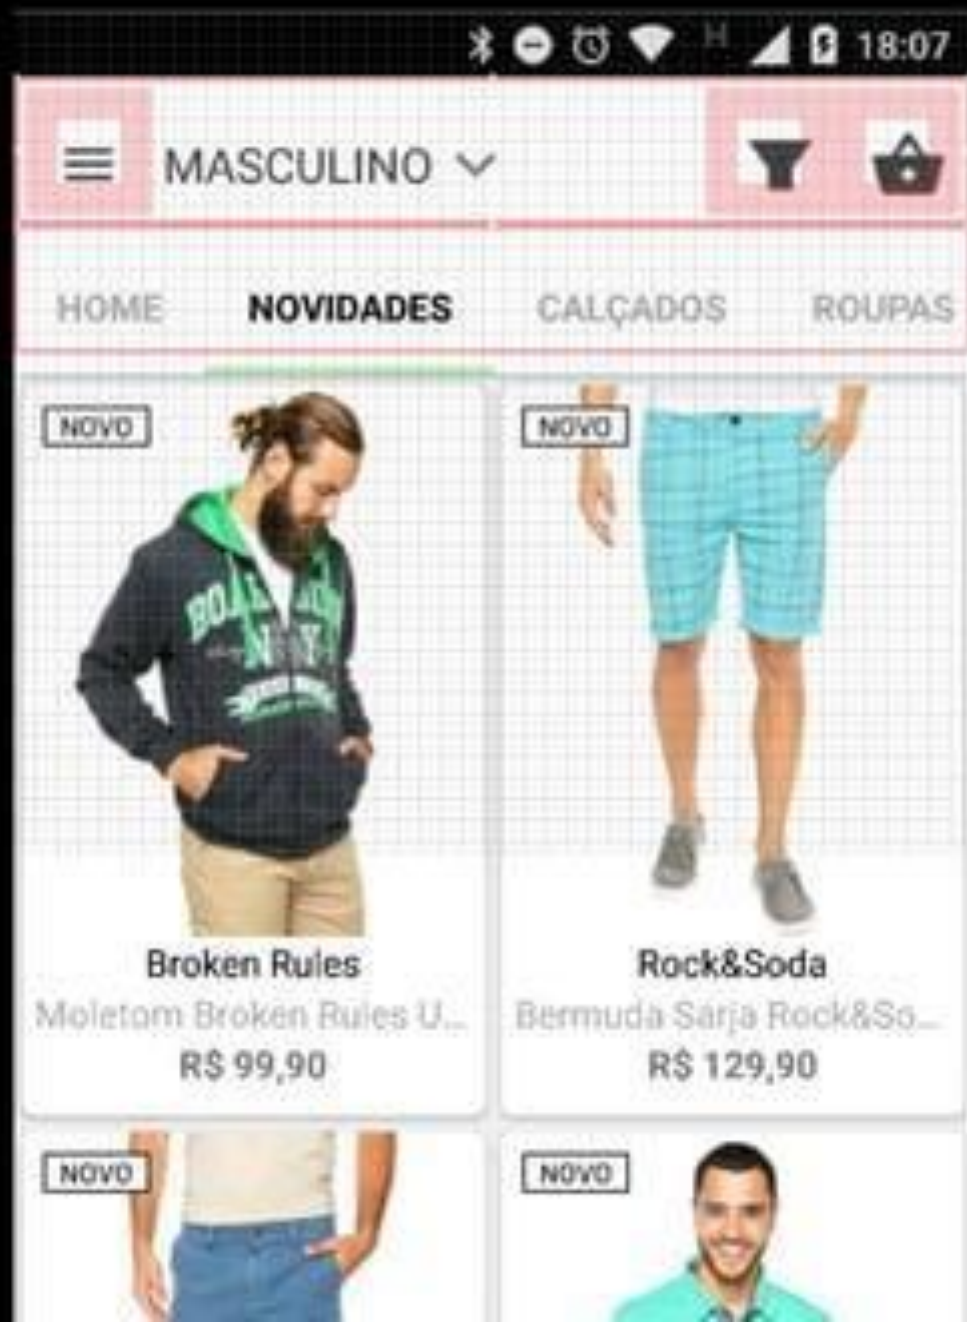 H 18:07
MASCULINO
HOME NOVIDADES CALÇADOS ROUPAS
NOVO NOVO
Broken Rules Rock&Soda
Moletom Broken Rules U... Bermuda Sarja Rock&So...
R$ 99,90 R$ 129,90
NOVO NOVO